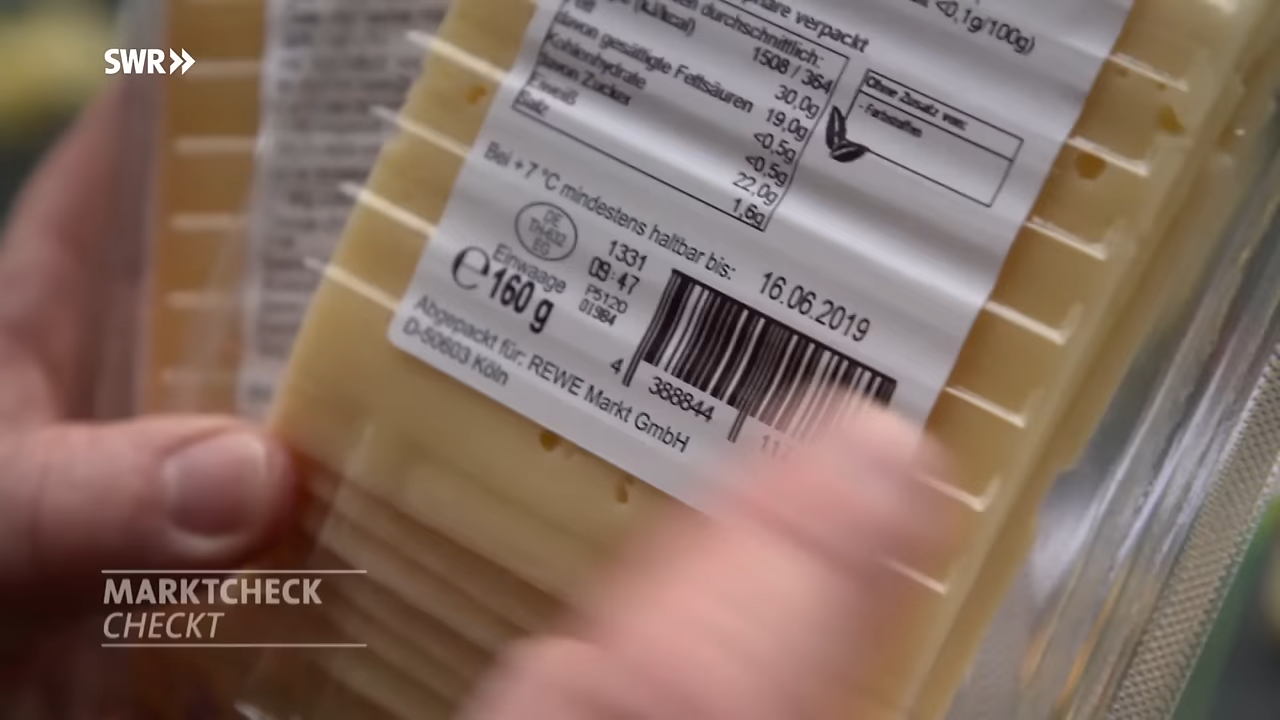 SWR
<0,1g/100g)
verpackt
durchschnittlich:
(kJ/kcal) 1508 / 364
30,0g
davon gesättigte Fettsäuren 19,0g
Kohlenhydrate <0,5g
davon Zucker <0,5g
Eiweiß 22,0g
Salz 1,6g
Ohne Zusatz von:
- Farbstoffen
Bei +7 °C mindestens haltbar bis: 16.06.2019
DE
EG
1331
09:47
P5120
Einwaage
℮ 160 g
4 388844
Abgepackt für: REWE Markt GmbH
D-50603 Köln
MARKTCHECK
CHECKT